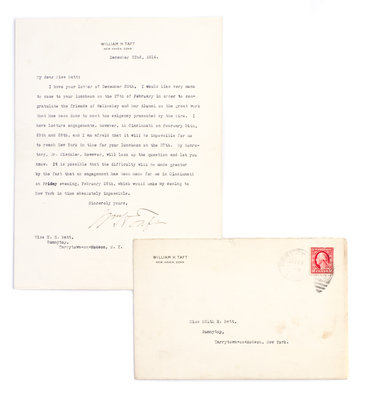 WILLIAM H. TAFT
NEW HAVEN, CONN
December 22nd, 1914.
My dear Miss Bett:
I have your letter of December 20th, I would like very much
to come to your luncheon on the 27th of February in order to con-
gratulate the friends of Wellesley and her Alumni on the great work
that has been done to meet the exigency presented by the fire. I
have lecture engagements, however, in Cincinnati on February 24th,
25th and 26th, and I am afraid that it will be impossible for me
to reach New York in time for your luncheon on the 27th. My Secre-
tary, Mr. Wischler, however, will look up the question and let you
know. It is possible that the difficulty will be made greater
by the fact that an engagement has been made for me in Cincinnati
on Friday evening, February 26th, which would make my coming to
New York in time absolutely impossible.
Sincerely yours,
Wm H Taft
Miss E. M. Bett,
Sunnytop,
Tarrytown-on-Hudson, N. Y.
WILLIAM H. TAFT
NEW HAVEN, CONN
Miss Edith M. Bett,
Sunnytop,
Tarrytown-on-Hudson, New York.